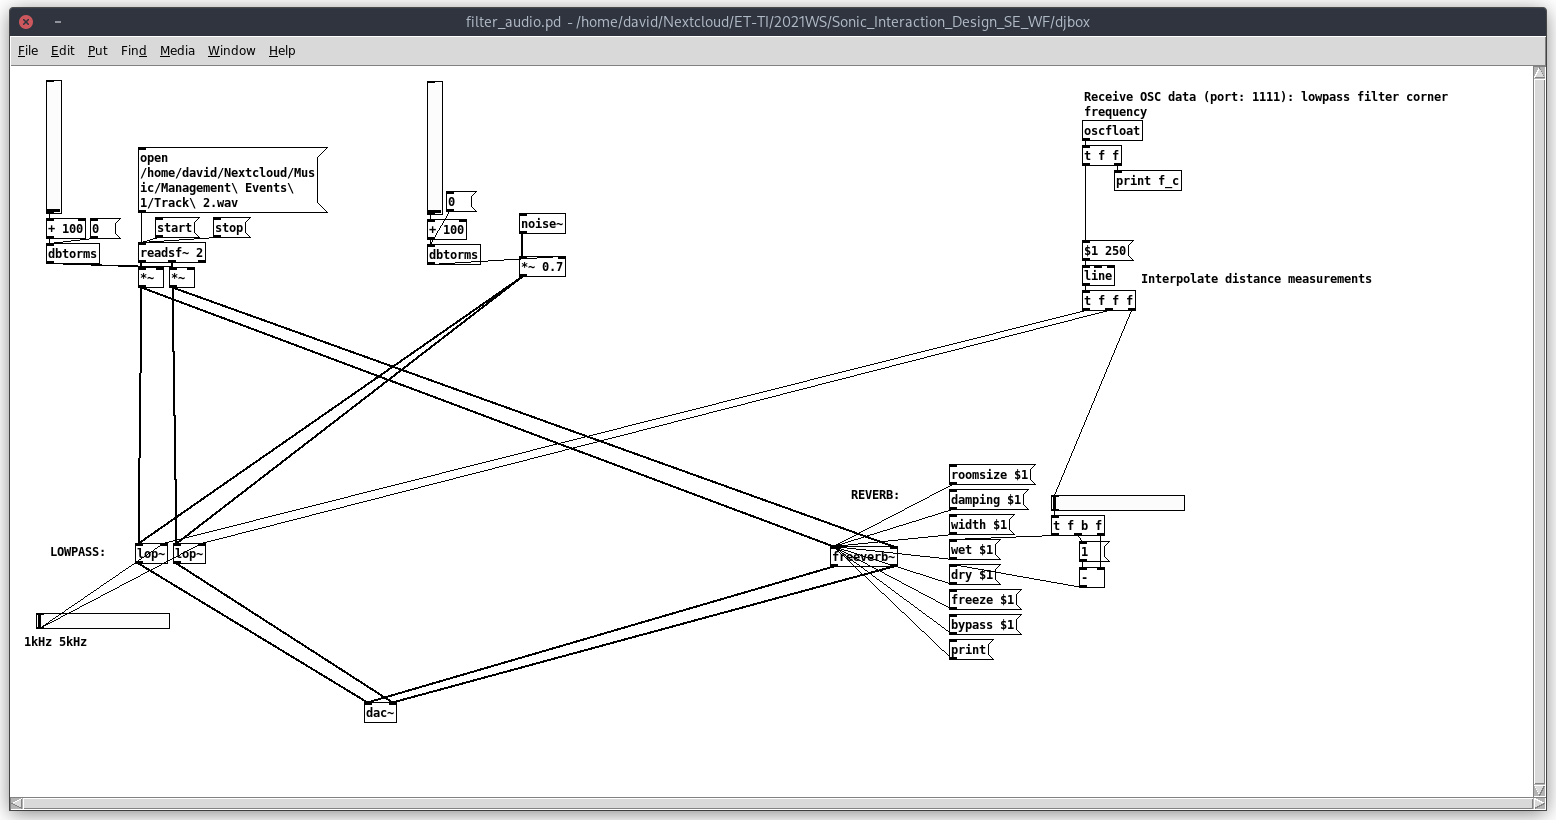 filter_audio.pd - /home/david/Nextcloud/ET-TI/2021WS/Sonic_Interaction_Design_SE_WF/djbox
File Edit Put Find Media Window Help
Receive OSC data (port: 1111): lowpass filter corner
frequency
oscfloat
t f f
print f_c
open
/home/david/Nextcloud/Mus
ic/Management\ Events\
1/Track\ 2.wav
0
+ 100 0
start
stop
noise~
+ 100
dbtorms
readsf~ 2
dbtorms
$1 250
*~ 0.7
*~
*~
line
Interpolate distance measurements
t f f f
REVERB:
roomsize $1
damping $1
width $1
t f b f
LOWPASS:
lop~
lop~
freeverb~
wet $1
1
dry $1
-
freeze $1
bypass $1
print
1kHz 5kHz
dac~